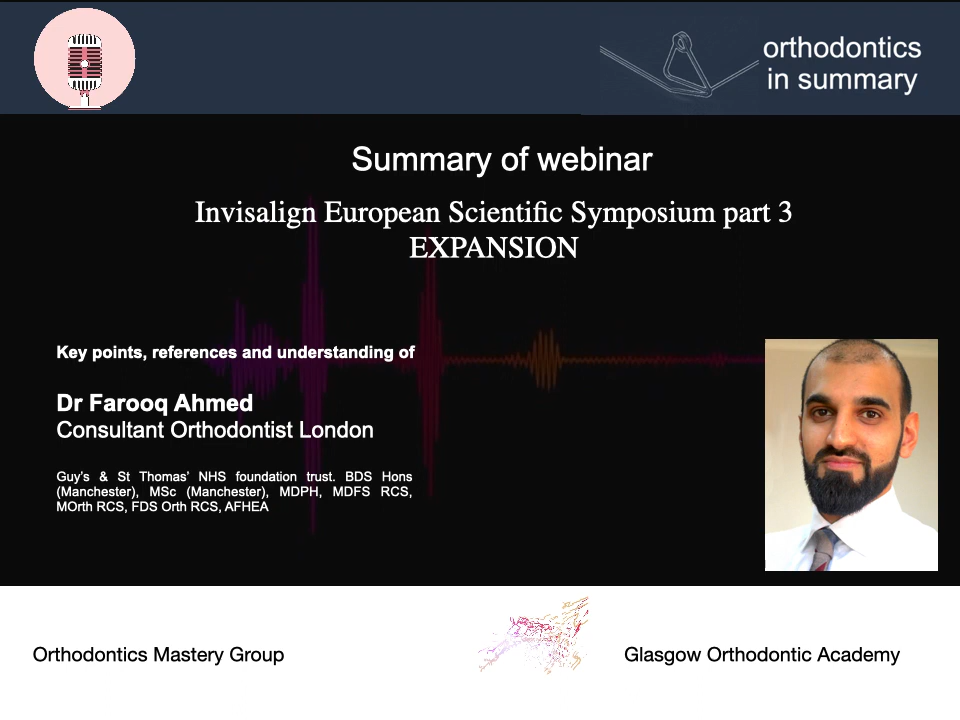 orthodontics
in summary
Summary of webinar
Invisalign European Scientific Symposium part 3
EXPANSION
Key points, references and understanding of
Dr Farooq Ahmed
Consultant Orthodontist London
Guy's & St Thomas' NHS foundation trust. BDS Hons
(Manchester), MSc (Manchester), MDPH, MDFS RCS,
MOrth RCS, FDS Orth RCS, AFHEA
Orthodontics Mastery Group
Glasgow Orthodontic Academy